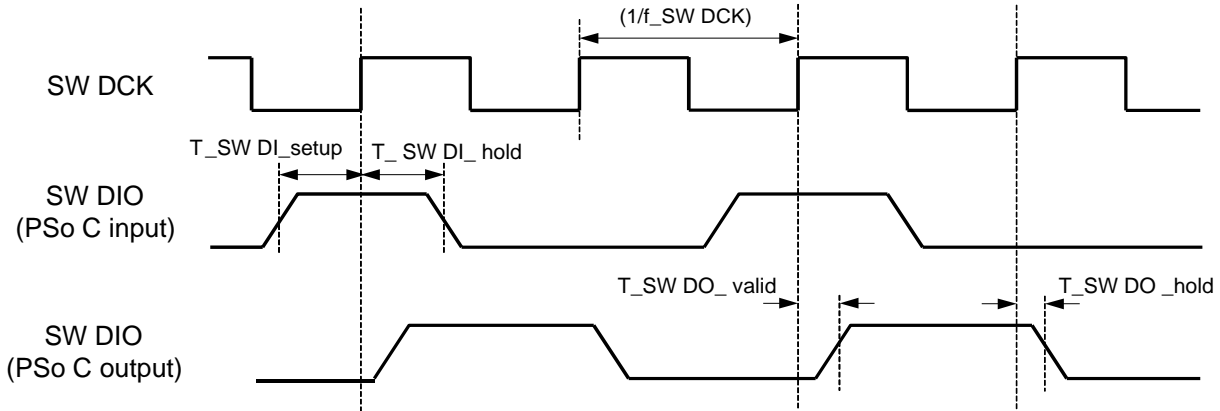 (1/f_SW DCK)
SW DCK
T_SW DI_setup
T_ SW DI_ hold
SW DIO
(PSo C input)
T_SW DO_ valid
T_SW DO _hold
SW DIO
(PSo C output)